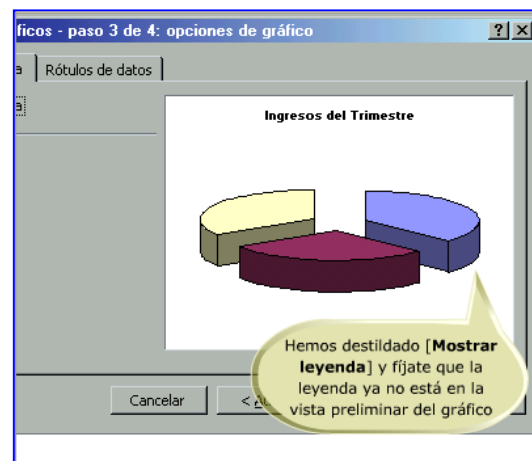 ficos - paso 3 de 4: opciones de gráfico
Rótulos de datos
Ingresos del Trimestre
Hemos destildado [Mostrar
leyenda] y fíjate que la
leyenda ya no está en la
vista preliminar del gráfico
Cancelar
<